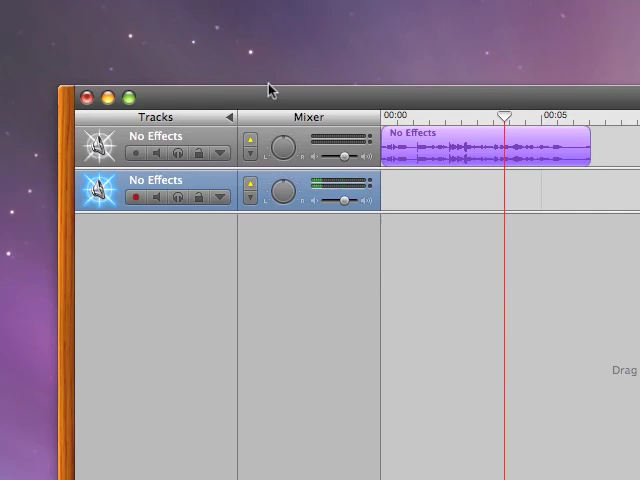 Tracks Mixer 00:00 00:05
No Effects No Effects
L R
No Effects
L R
Drag